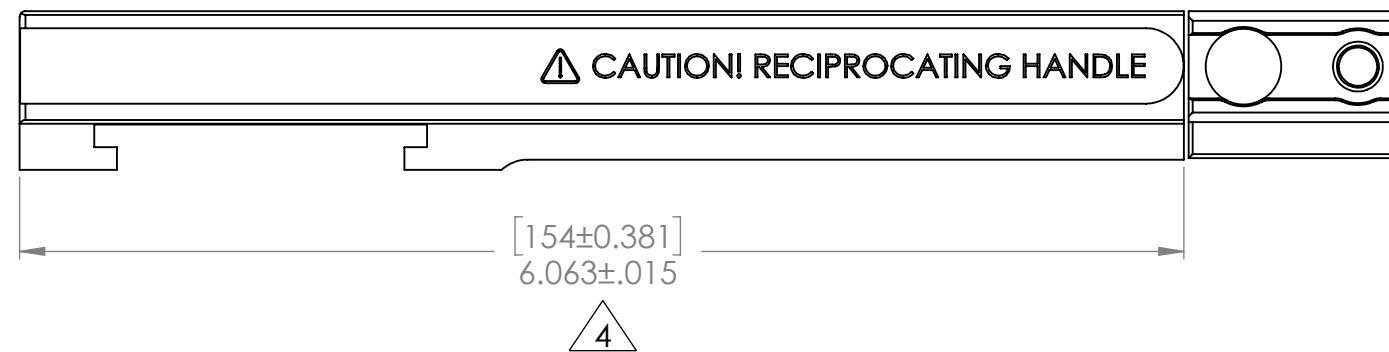 ⚠ CAUTION! RECIPROCATING HANDLE
[154±0.381]
6.063±.015
4